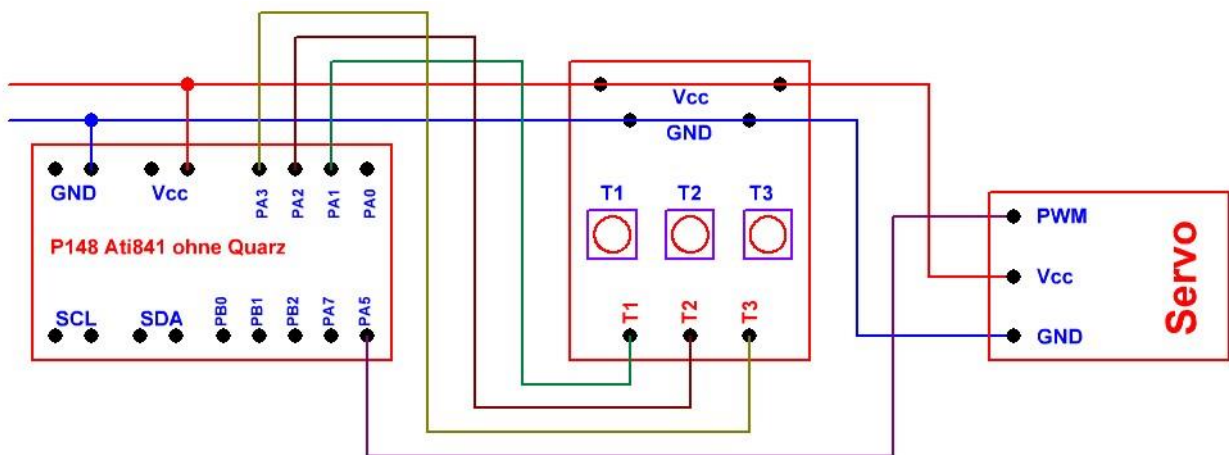 GND
Vcc
PA3
PA2
PA1
PA0
P148 Ati841 ohne Quarz
SCL
SDA
PB0
PB1
PB2
PA7
PA5
Vcc
GND
T1
T2
T3
T1
T2
T3
PWM
Vcc
GND
Servo